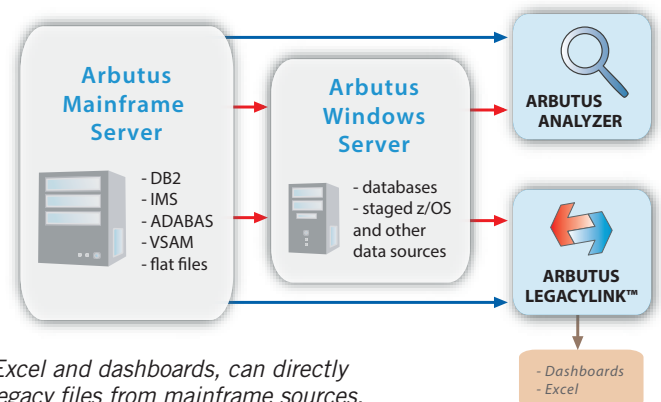 Arbutus
Mainframe
Server
- DB2
- IMS
- ADABAS
- VSAM
- flat files
Arbutus
Windows
Server
- databases
- staged z/OS
and other
data sources
ARBUTUS
ANALYZER
ARBUTUS
LEGACYLINK™
- Dashboards
- Excel
Excel and dashboards, can directly
legacy files from mainframe sources.